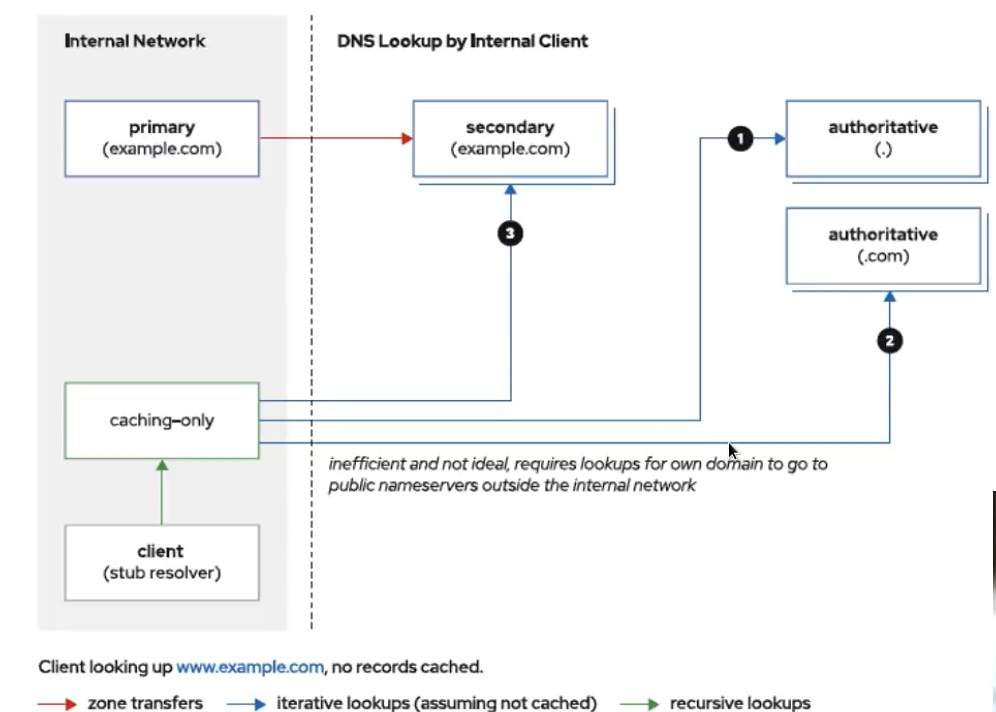 Internal Network
DNS Lookup by Internal Client
primary
(example.com)
secondary
(example.com)
1
authoritative
(.)
authoritative
(.com)
3
2
caching-only
inefficient and not ideal, requires lookups for own domain to go to
public nameservers outside the internal network
client
(stub resolver)
Client looking up www.example.com, no records cached.
zone transfers
iterative lookups (assuming not cached)
recursive lookups